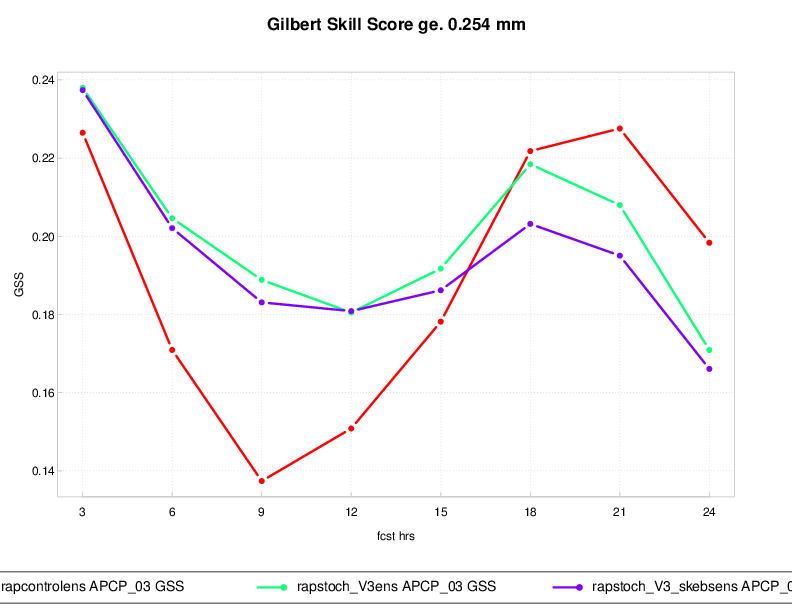 Gilbert Skill Score ge. 0.254 mm
0.24
0.22
0.20
0.18
0.16
0.14
GSS
3 6 9 12 15 18 21 24
fcst hrs
rapcontrolens APCP_03 GSS rapstoch_V3ens APCP_03 GSS rapstoch_V3_skebsens APCP_0